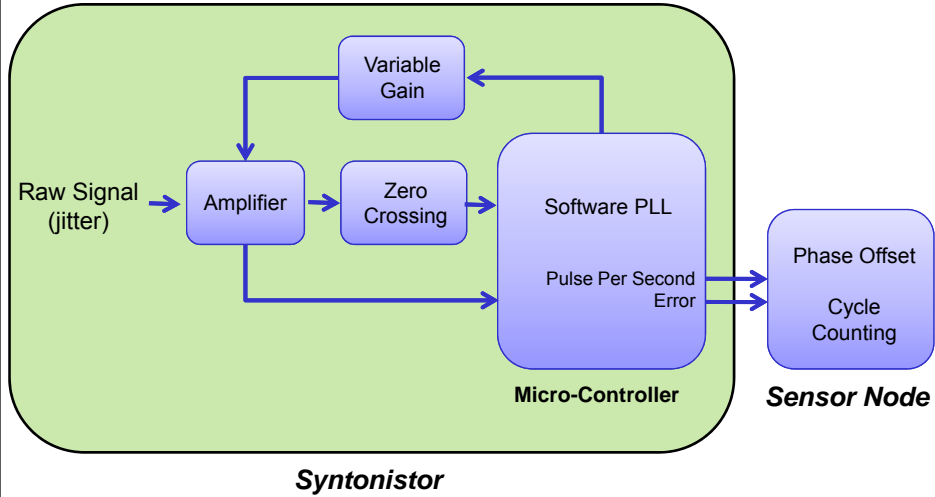 Variable
Gain
Raw Signal
(jitter)
Amplifier
Zero
Crossing
Software PLL
Pulse Per Second
Error
Micro-Controller
Phase Offset
Cycle
Counting
Sensor Node
Syntonistor